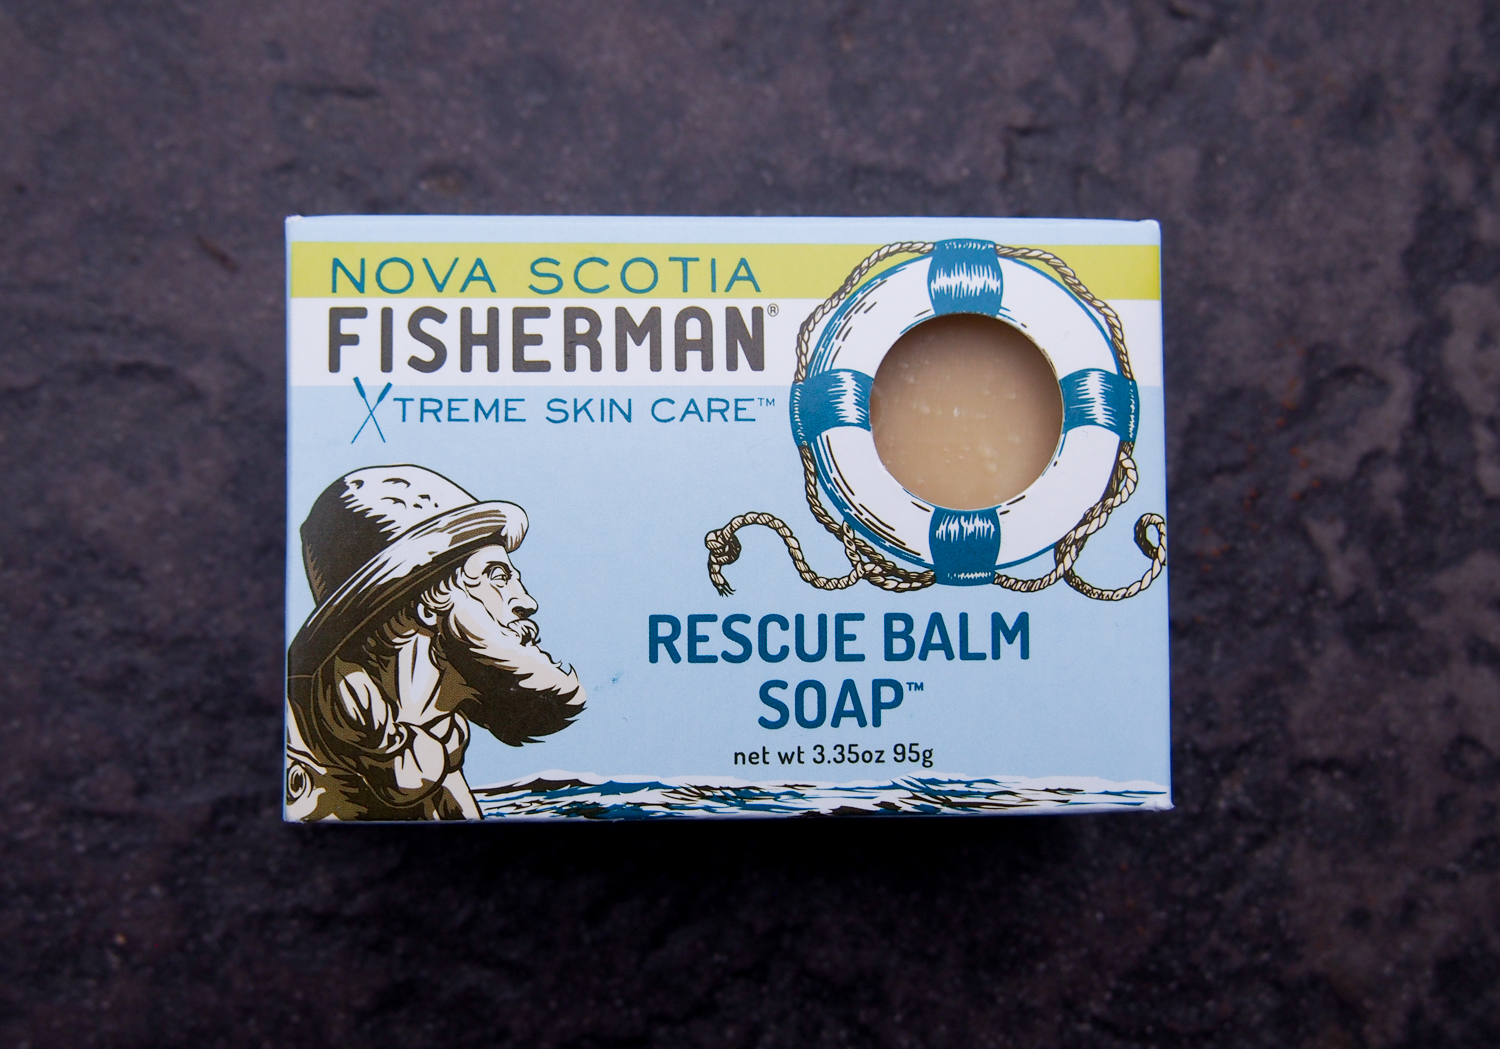 NOVA SCOTIA
FISHERMAN®
XTREME SKIN CARE™
RESCUE BALM
SOAP™
net wt 3.35oz 95g